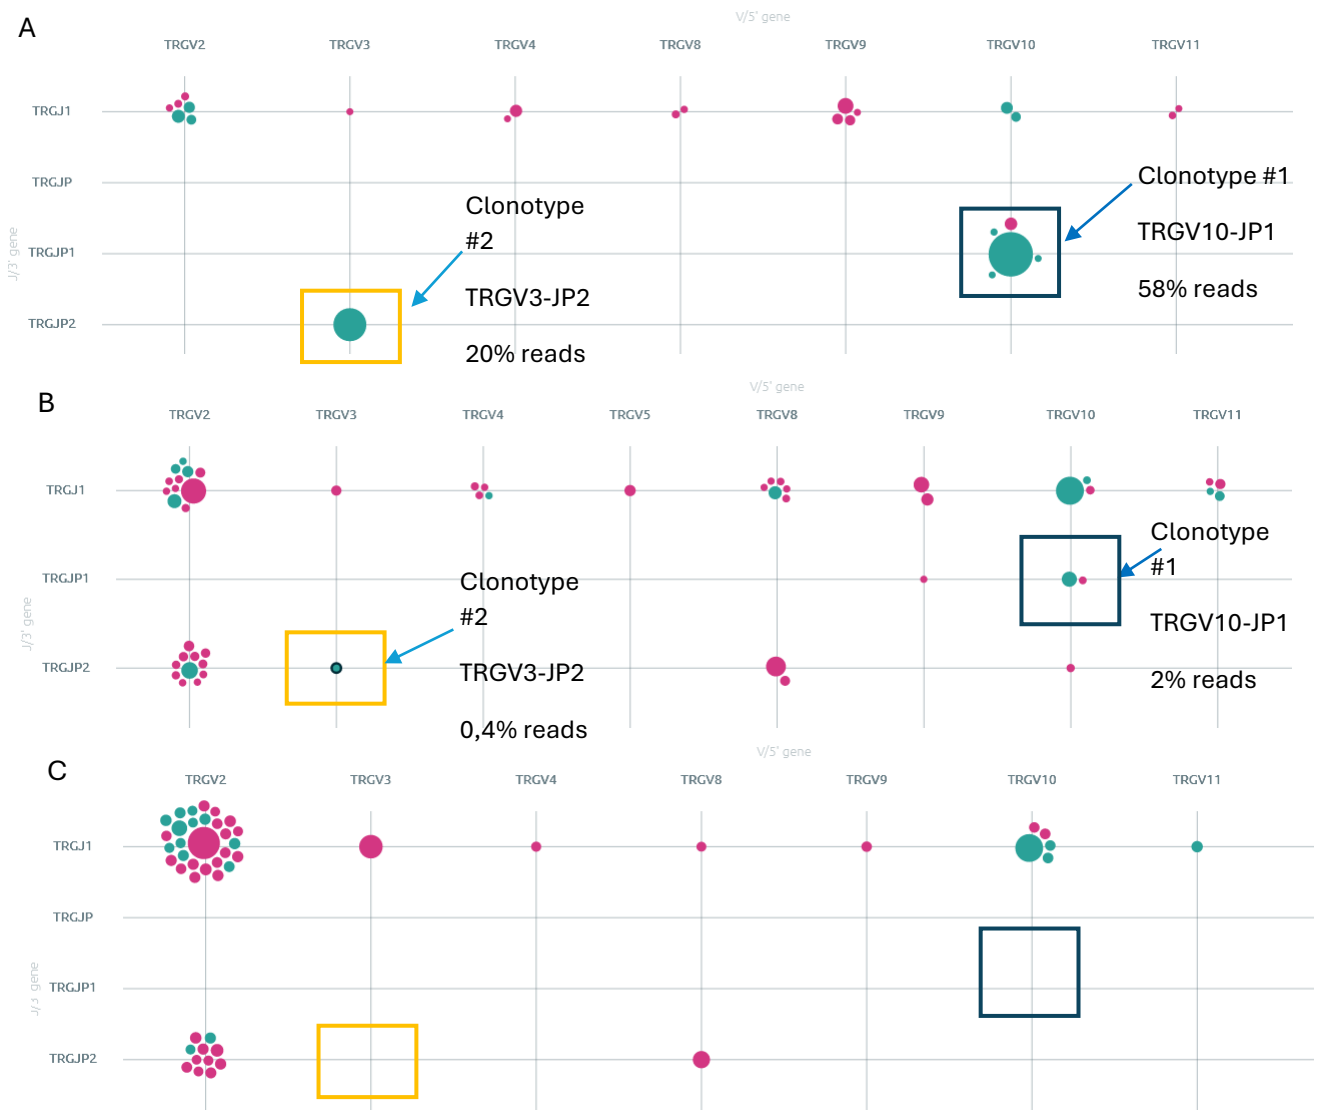 A
V/5' gene
TRGV2 TRGV3 TRGV4 TRGV8 TRGV9 TRGV10 TRGV11
TRGJ1
TRGJP
TRGJP1
TRGJP2
J/3' gene
Clonotype
#2
TRGV3-JP2
20% reads
Clonotype #1
TRGV10-JP1
58% reads
B
V/5' gene
TRGV2 TRGV3 TRGV4 TRGV5 TRGV8 TRGV9 TRGV10 TRGV11
TRGJ1
TRGJP1
TRGJP2
J/3' gene
Clonotype
#2
TRGV3-JP2
0,4% reads
Clonotype
#1
TRGV10-JP1
2% reads
C
V/5' gene
TRGV2 TRGV3 TRGV4 TRGV8 TRGV9 TRGV10 TRGV11
TRGJ1
TRGJP
TRGJP1
TRGJP2
J/3' gene